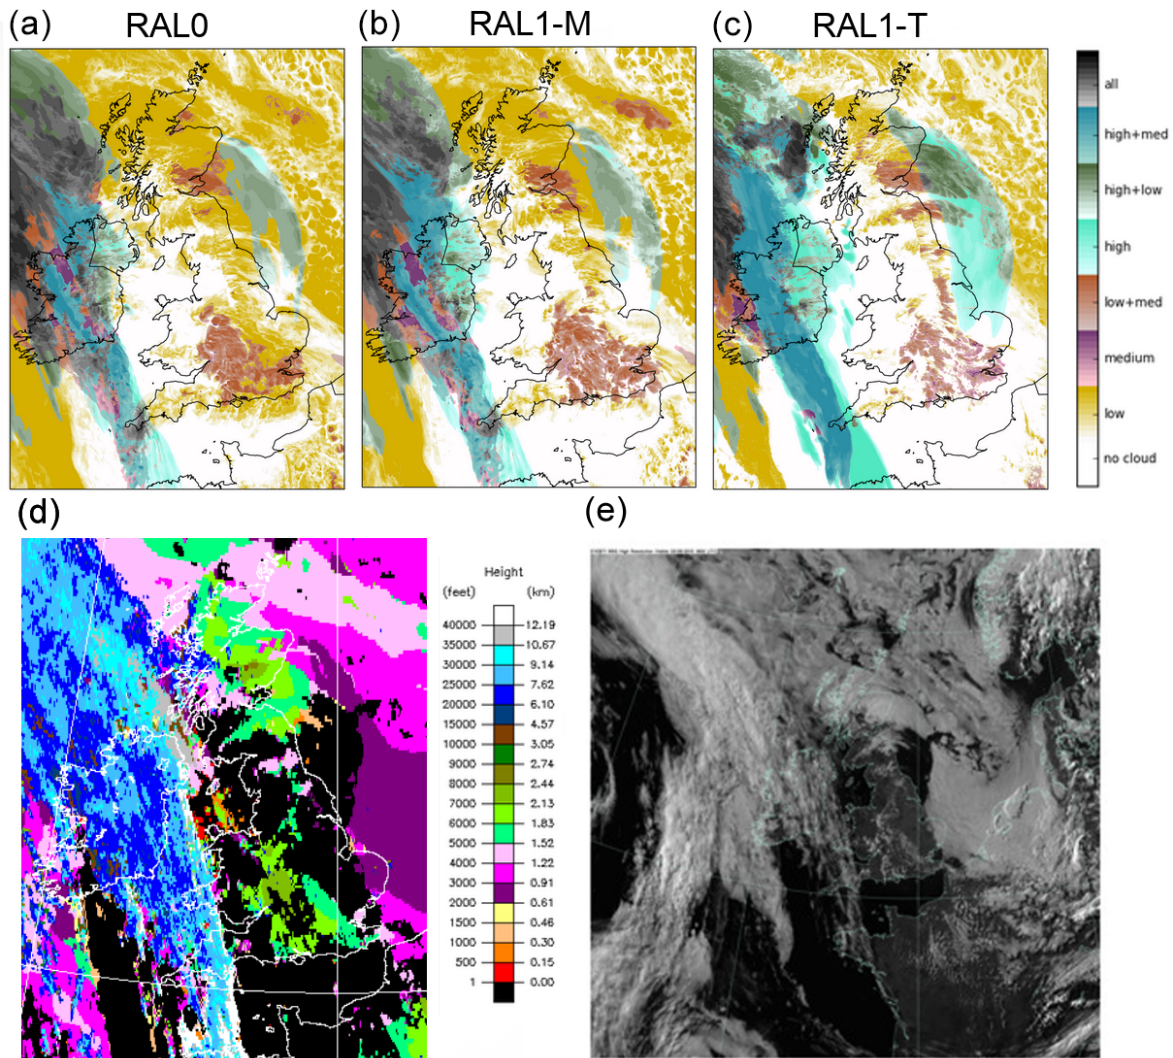 (a) RAL0
(b) RAL1-M
(c) RAL1-T
all
high+med
high+low
high
low+med
medium
low
no cloud
(d)
Height
(feet) (km)
40000 12.19
35000 10.67
30000 9.14
25000 7.62
20000 6.10
15000 4.57
10000 3.05
9000 2.74
8000 2.44
7000 2.13
6000 1.83
5000 1.52
4000 1.22
3000 0.91
2000 0.61
1500 0.46
1000 0.30
500 0.15
1 0.00
(e)